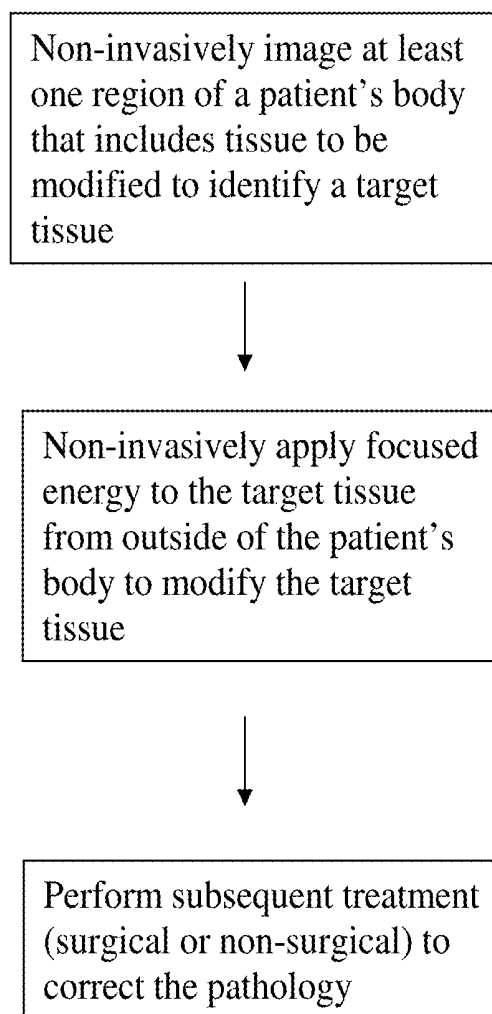 Non-invasively image at least
one region of a patient's body
that includes tissue to be
modified to identify a target
tissue
Non-invasively apply focused
energy to the target tissue
from outside of the patient's
body to modify the target
tissue
Perform subsequent treatment
(surgical or non-surgical) to
correct the pathology